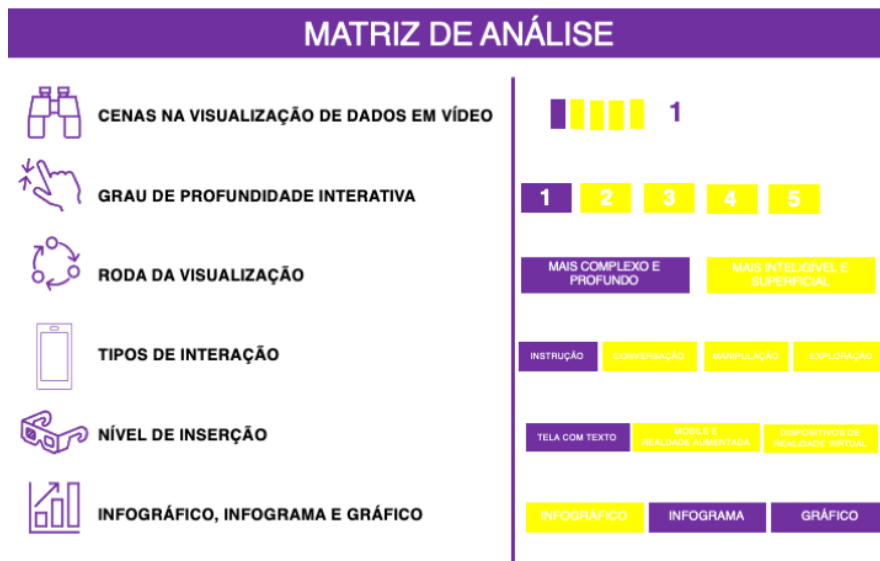 MATRIZ DE ANÁLISE
CENAS NA VISUALIZAÇÃO DE DADOS EM VÍDEO
1
GRAU DE PROFUNDIDADE INTERATIVA
1 2 3 4 5
RODA DA VISUALIZAÇÃO
MAIS COMPLEXO E
PROFUNDO
MAIS INTELIGÍVEL E
SUPERFICIAL
TIPOS DE INTERAÇÃO
INSTRUÇÃO CONVERSAÇÃO MANIPULAÇÃO EXPLORAÇÃO
NÍVEL DE INSERÇÃO
TELA COM TEXTO
MOBILE E
REALDADE AUMENTADA
DISPOSITIVOS DE
REALIDADE VIRTUAL
INFOGRÁFICO, INFOGRAMA E GRÁFICO
INFOGRÁFICO INFOGRAMA GRÁFICO